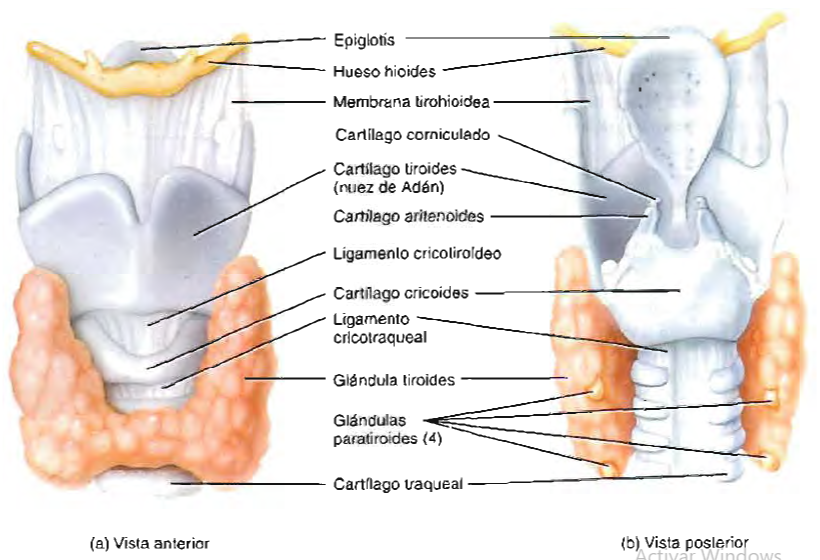 Epiglotis
Hueso hioides
Membrana tirohioidea
Cartílago corniculado
Cartílago tiroides
(nuez de Adán)
Cartílago aritenoides
Ligamento cricotiroídeo
Cartílago cricoides
Ligamento
cricotraqueal
Glándula tiroides
Glándulas
paratiroides (4)
Cartílago traqueal
(a) Vista anterior
(b) Vista posterior
Activar Windows